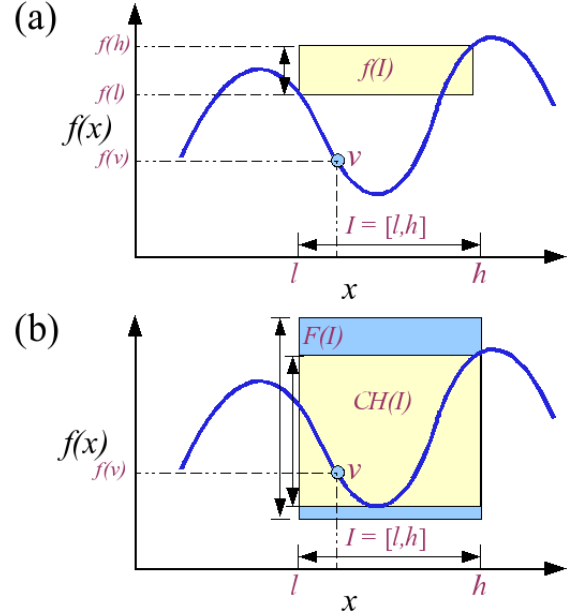 (a)
f(h)
f(I)
f(l)
f(x)
f(v)
v
I = [l,h]
l
h
x
(b)
F(I)
CH(I)
f(x)
f(v)
v
I = [l,h]
l
h
x